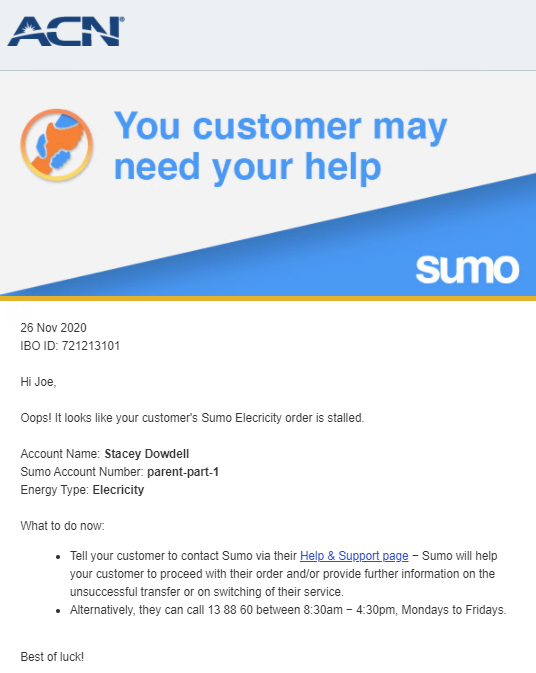 ACN®
You customer may
need your help
sumo
26 Nov 2020
IBO ID: 721213101
Hi Joe,
Oops! It looks like your customer's Sumo Elecricity order is stalled.
Account Name: Stacey Dowdell
Sumo Account Number: parent-part-1
Energy Type: Elecricity
What to do now:
• Tell your customer to contact Sumo via their Help & Support page − Sumo will help
your customer to proceed with their order and/or provide further information on the
unsuccessful transfer or on switching of their service.
• Alternatively, they can call 13 88 60 between 8:30am − 4:30pm, Mondays to Fridays.
Best of luck!